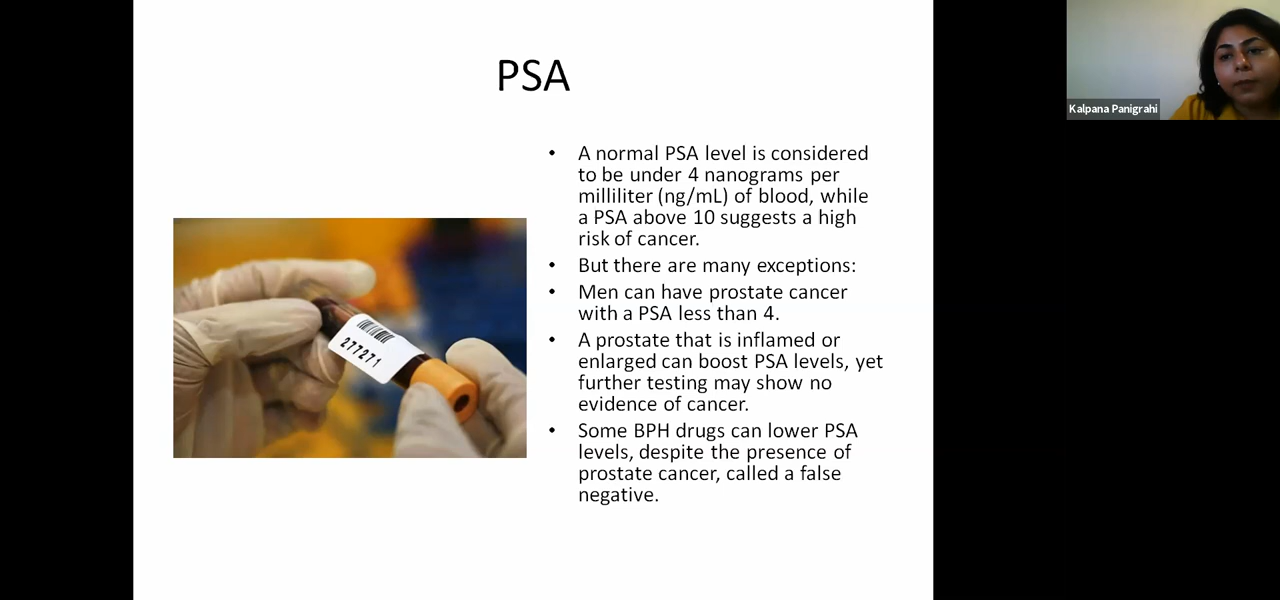 PSA
Kalpana Panigrahi
• A normal PSA level is considered
to be under 4 nanograms per
milliliter (ng/mL) of blood, while
a PSA above 10 suggests a high
risk of cancer.
• But there are many exceptions:
• Men can have prostate cancer
with a PSA less than 4.
• A prostate that is inflamed or
enlarged can boost PSA levels, yet
further testing may show no
evidence of cancer.
• Some BPH drugs can lower PSA
levels, despite the presence of
prostate cancer, called a false
negative.
277271